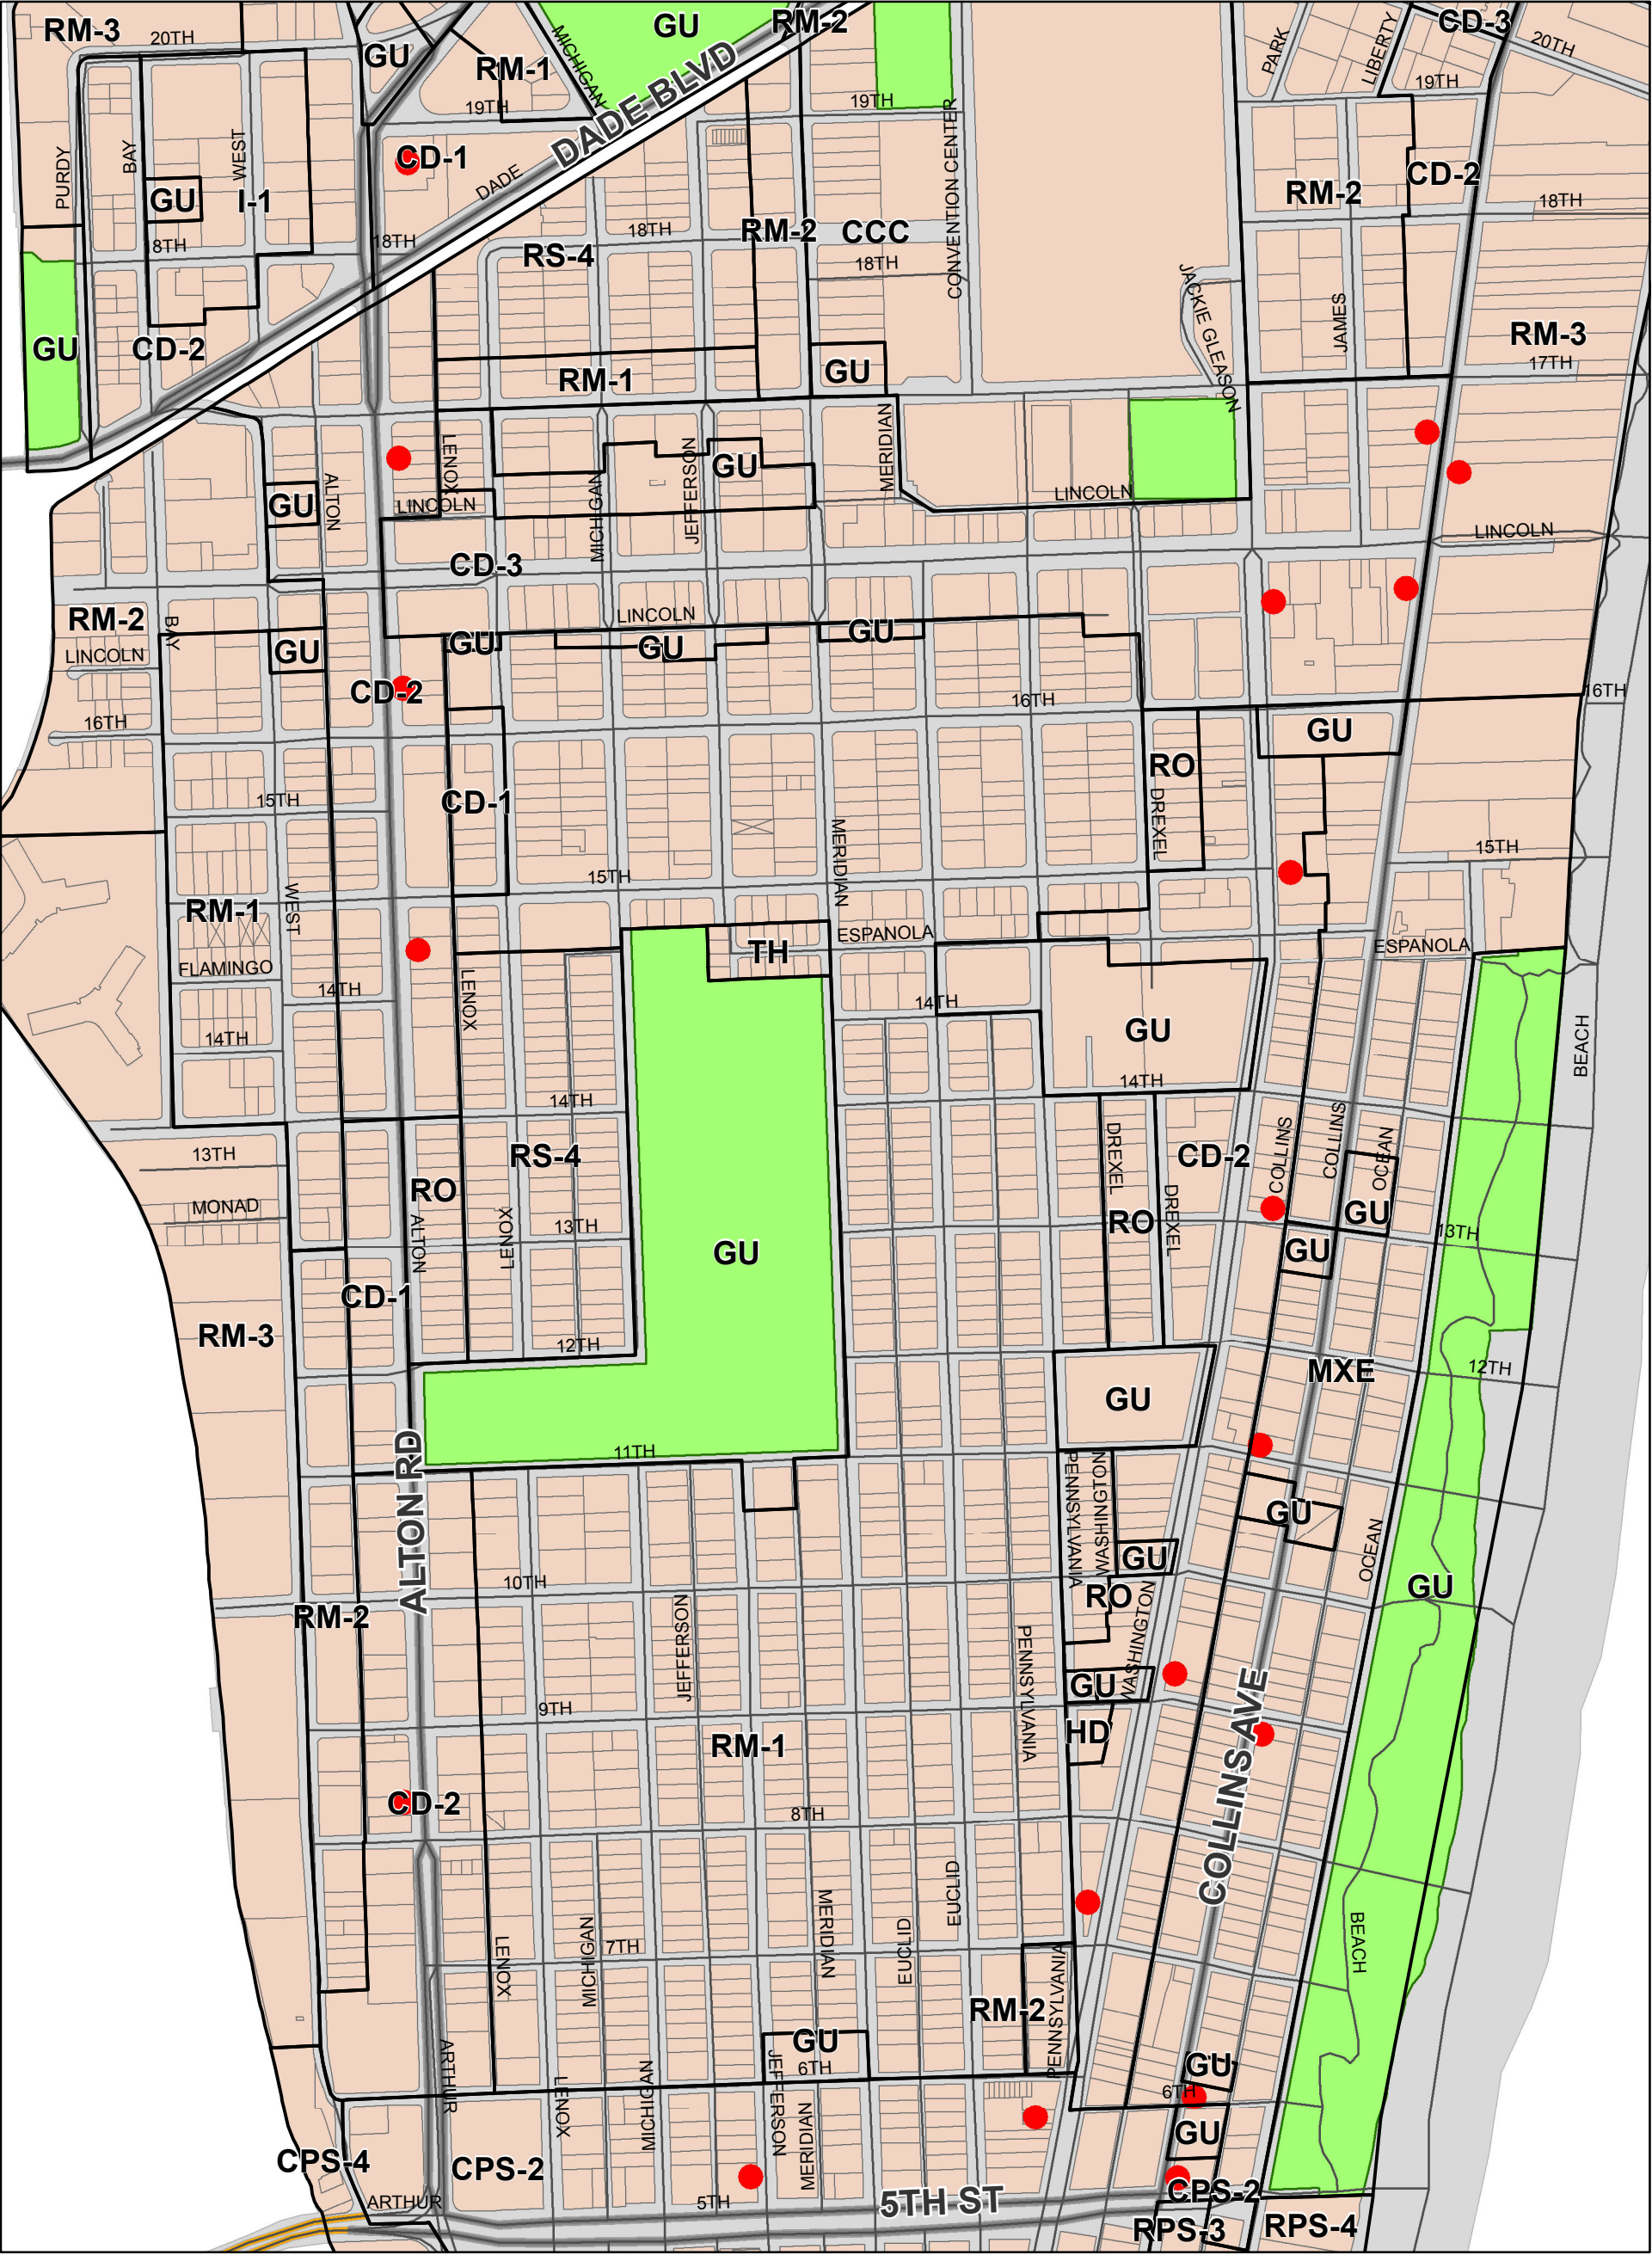 RM-3
20TH
GU
RM-1
MICHIGAN
GU
RM-2
CD-3
20TH
PARK
LIBERTY
19TH
19TH
19TH
DADE BLVD
CD-1
DADE
PURDY
BAY
WEST
GU
I-1
18TH
18TH
RS-4
18TH
RM-2
CCC
18TH
CONVENTION CENTER
JACKIE GLEASON
RM-2
CD-2
18TH
JAMES
RM-3
17TH
GU
CD-2
RM-1
GU
LENOX
MERIDIAN
JEFFERSON
MICHIGAN
GU
GU
ALTON
LINCOLN
LINCOLN
LINCOLN
CD-3
RM-2
BAY
LINCOLN
LINCOLN
GU
GU
GU
GU
CD-2
16TH
16TH
16TH
GU
RO
DREXEL
CD-1
15TH
15TH
15TH
MERIDIAN
WEST
RM-1
FLAMINGO
TH
ESPANOLA
ESPANOLA
14TH
14TH
14TH
LENOX
GU
14TH
14TH
BEACH
13TH
MONAD
RS-4
RO
ALTON
LENOX
13TH
DREXEL
CD-2
DREXEL
RO
COLLINS
COLLINS
OCEAN
GU
GU
13TH
GU
CD-1
RM-3
12TH
MXE
12TH
GU
11TH
ALTON RD
PENNSYLVANIA
WASHINGTON
GU
GU
OCEAN
10TH
RO
WASHINGTON
GU
RM-2
JEFFERSON
PENNSYLVANIA
GU
9TH
HD
RM-1
COLLINS AVE
CD-2
8TH
EUCLID
MERIDIAN
EUCLID
MICHIGAN
LENOX
7TH
BEACH
PENNSYLVANIA
RM-2
GU
6TH
ARTHUR
LENOX
MICHIGAN
JEFFERSON
MERIDIAN
GU
6TH
GU
CPS-4
CPS-2
ARTHUR
5TH
5TH ST
CPS-2
RPS-3
RPS-4